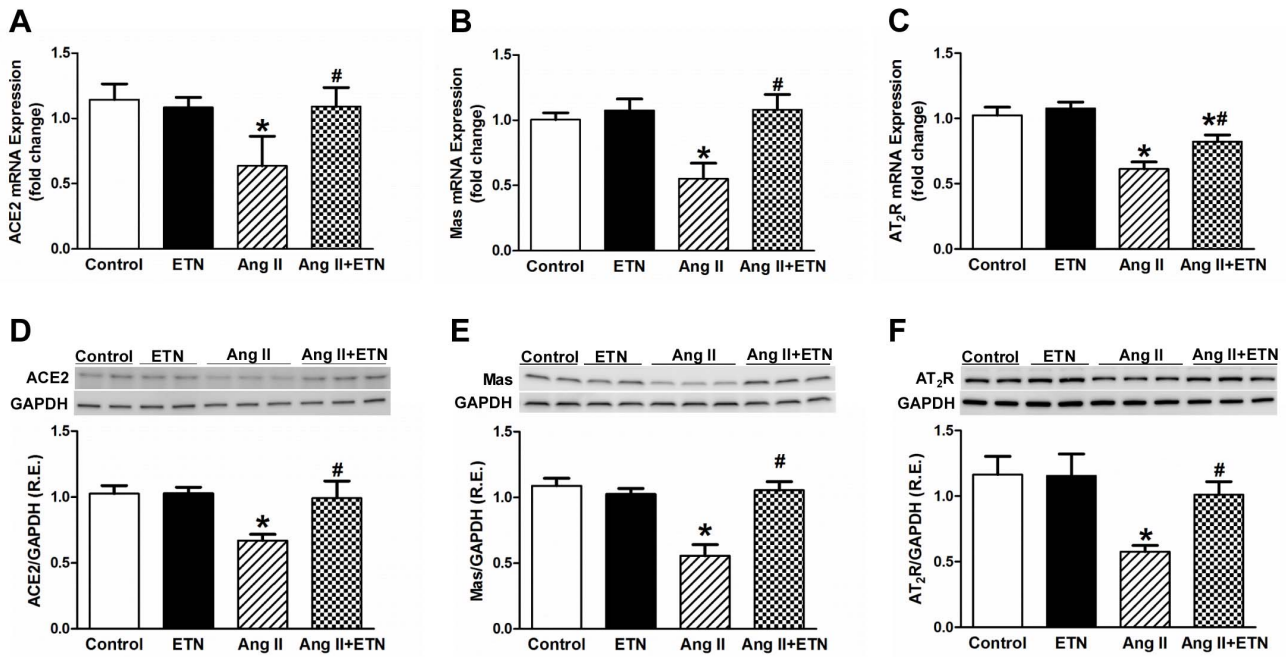 A
ACE2 mRNA Expression
(fold change)
1.5
1.0
0.5
0.0
*
#
Control ETN Ang II Ang II+ETN
B
Mas mRNA Expression
(fold change)
1.5
1.0
0.5
0.0
*
#
Control ETN Ang II Ang II+ETN
C
AT₂R mRNA Expression
(fold change)
1.5
1.0
0.5
0.0
*
*#
Control ETN Ang II Ang II+ETN
D
Control ETN Ang II Ang II+ETN
ACE2
GAPDH
ACE2/GAPDH (R.E.)
1.5
1.0
0.5
0.0
*
#
Control ETN Ang II Ang II+ETN
E
Control ETN Ang II Ang II+ETN
Mas
GAPDH
Mas/GAPDH (R.E.)
1.5
1.0
0.5
0.0
*
#
Control ETN Ang II Ang II+ETN
F
Control ETN Ang II Ang II+ETN
AT₂R
GAPDH
AT₂R/GAPDH (R.E.)
1.5
1.0
0.5
0.0
*
#
Control ETN Ang II Ang II+ETN